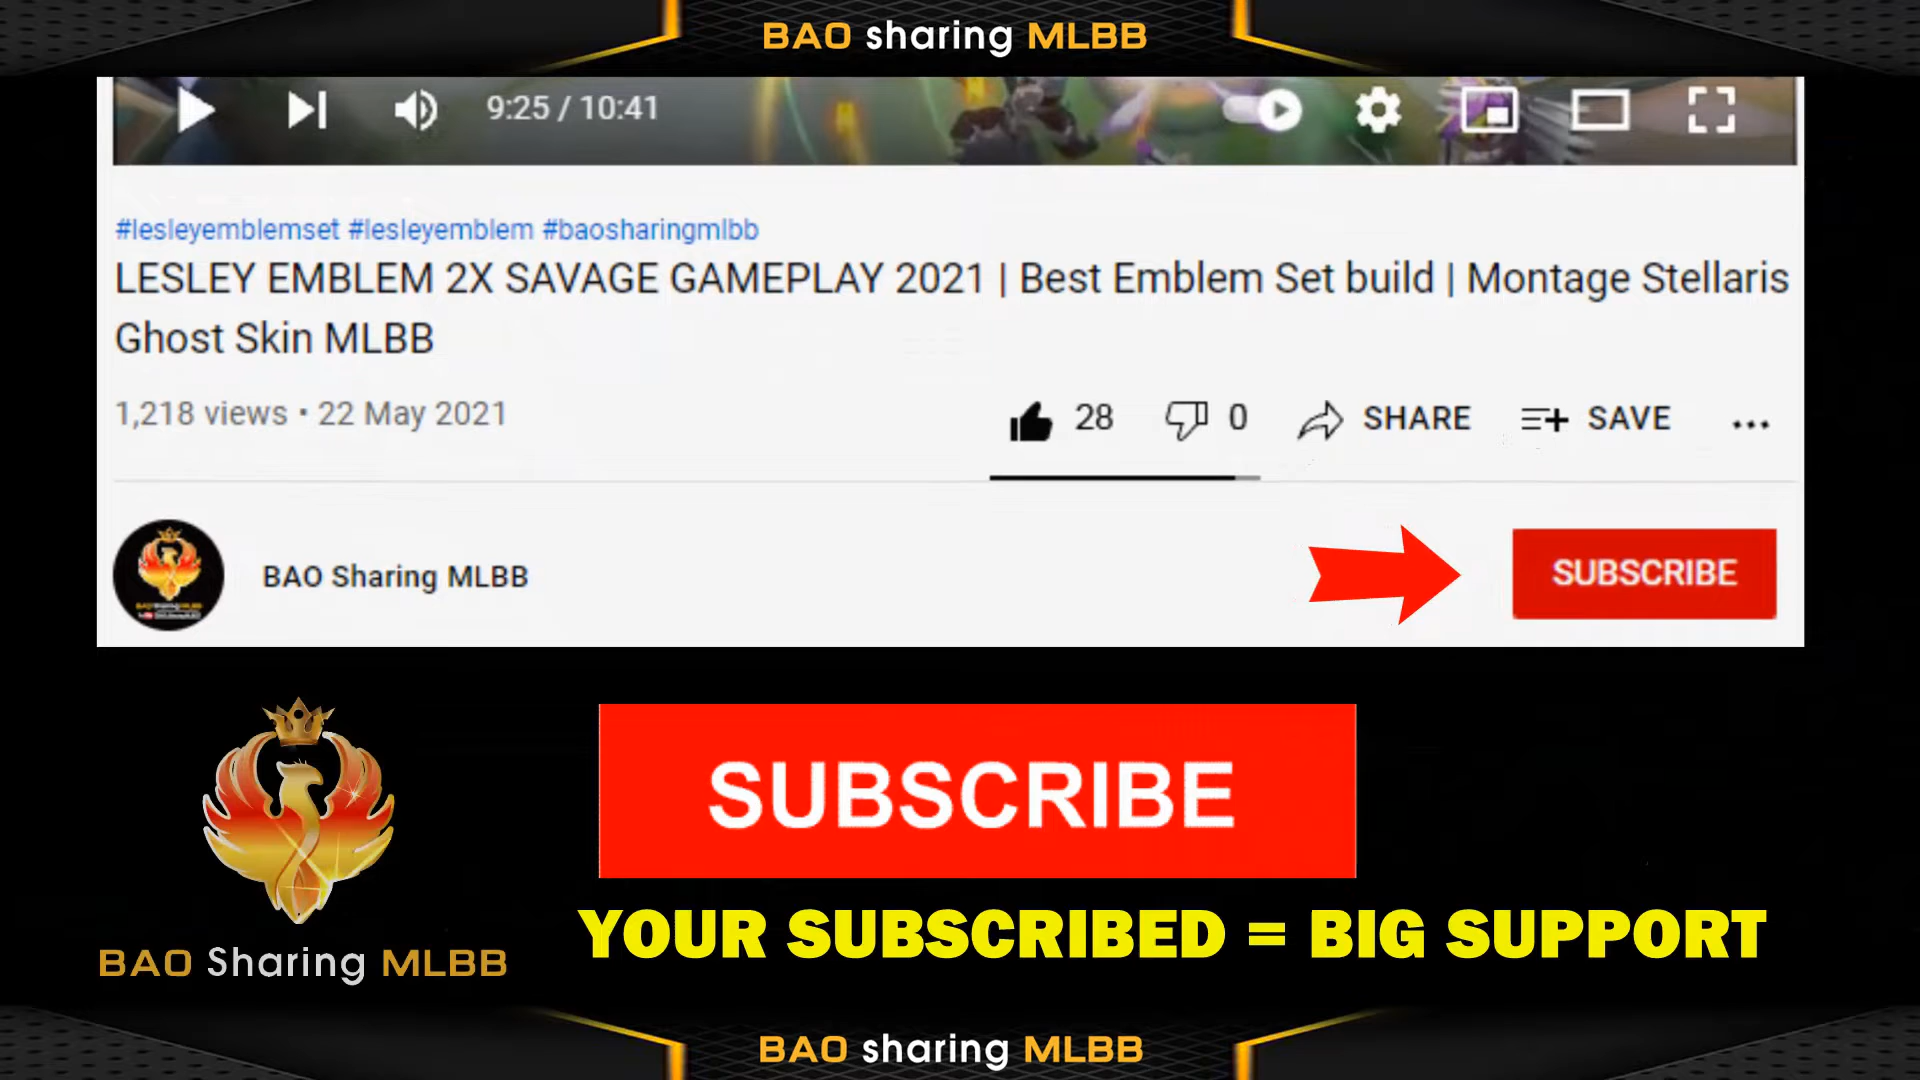 BAO sharing MLBB
9:25 / 10:41
#lesleyemblemset #lesleyemblem #baosharingmlbb
LESLEY EMBLEM 2X SAVAGE GAMEPLAY 2021 | Best Emblem Set build | Montage Stellaris
Ghost Skin MLBB
1,218 views • 22 May 2021
28 0 SHARE SAVE ...
BAO Sharing MLBB
SUBSCRIBE
SUBSCRIBE
YOUR SUBSCRIBED = BIG SUPPORT
BAO Sharing MLBB
BAO sharing MLBB